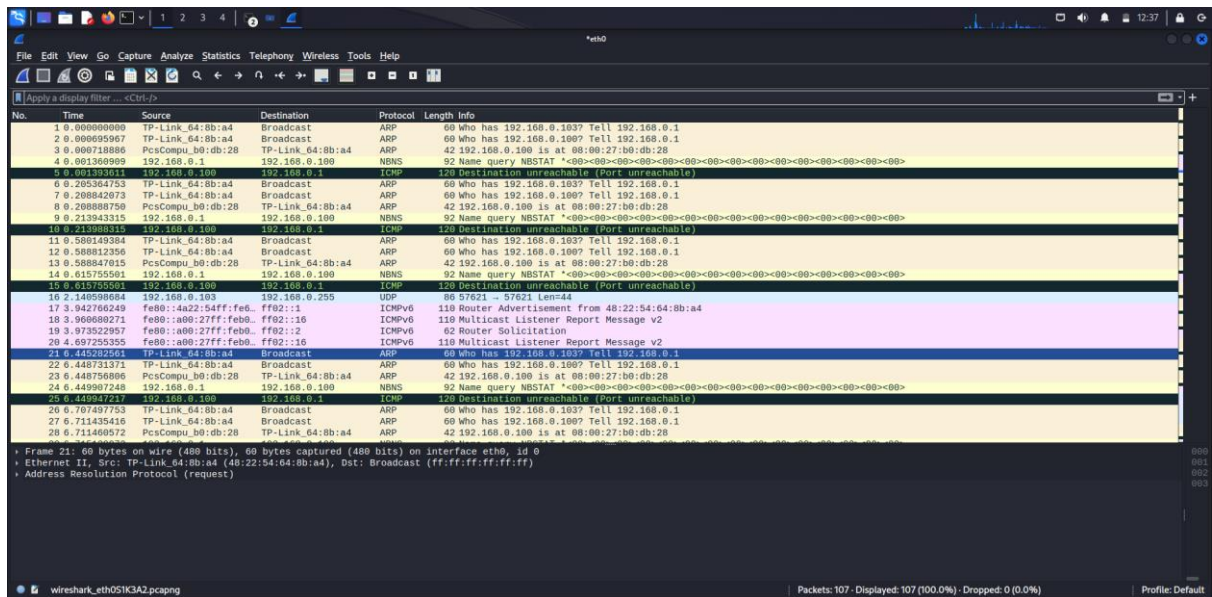 1 2 3 4 2 12:37
*eth0
File Edit View Go Capture Analyze Statistics Telephony Wireless Tools Help
Apply a display filter ... <Ctrl-/>
No. Time Source Destination Protocol Length Info
1 0.000000000 TP-Link_64:8b:a4 Broadcast ARP 60 Who has 192.168.0.103? Tell 192.168.0.1
2 0.000695967 TP-Link_64:8b:a4 Broadcast ARP 60 Who has 192.168.0.100? Tell 192.168.0.1
3 0.000718886 PcsCompu_b0:db:28 TP-Link_64:8b:a4 ARP 42 192.168.0.100 is at 08:00:27:b0:db:28
4 0.001360909 192.168.0.1 192.168.0.100 NBNS 92 Name query NBSTAT *<00><00><00><00><00><00><00><00><00><00><00><00><00><00><00>
5 0.001393611 192.168.0.100 192.168.0.1 ICMP 120 Destination unreachable (Port unreachable)
6 0.205364753 TP-Link_64:8b:a4 Broadcast ARP 60 Who has 192.168.0.103? Tell 192.168.0.1
7 0.208842073 TP-Link_64:8b:a4 Broadcast ARP 60 Who has 192.168.0.100? Tell 192.168.0.1
8 0.208888750 PcsCompu_b0:db:28 TP-Link_64:8b:a4 ARP 42 192.168.0.100 is at 08:00:27:b0:db:28
9 0.213943315 192.168.0.1 192.168.0.100 NBNS 92 Name query NBSTAT *<00><00><00><00><00><00><00><00><00><00><00><00><00><00><00>
10 0.213988315 192.168.0.100 192.168.0.1 ICMP 120 Destination unreachable (Port unreachable)
11 0.580149384 TP-Link_64:8b:a4 Broadcast ARP 60 Who has 192.168.0.103? Tell 192.168.0.1
12 0.588812356 TP-Link_64:8b:a4 Broadcast ARP 60 Who has 192.168.0.100? Tell 192.168.0.1
13 0.588847015 PcsCompu_b0:db:28 TP-Link_64:8b:a4 ARP 42 192.168.0.100 is at 08:00:27:b0:db:28
14 0.615755501 192.168.0.1 192.168.0.100 NBNS 92 Name query NBSTAT *<00><00><00><00><00><00><00><00><00><00><00><00><00><00><00>
15 0.615755501 192.168.0.100 192.168.0.1 ICMP 120 Destination unreachable (Port unreachable)
16 2.140598684 192.168.0.103 192.168.0.255 UDP 86 57621 → 57621 Len=44
17 3.942766249 fe80::4a22:54ff:fe6… ff02::1 ICMPv6 110 Router Advertisement from 48:22:54:64:8b:a4
18 3.960680271 fe80::a00:27ff:feb0… ff02::16 ICMPv6 110 Multicast Listener Report Message v2
19 3.973522957 fe80::a00:27ff:feb0… ff02::2 ICMPv6 62 Router Solicitation
20 4.697255355 fe80::a00:27ff:feb0… ff02::16 ICMPv6 110 Multicast Listener Report Message v2
21 6.445282561 TP-Link_64:8b:a4 Broadcast ARP 60 Who has 192.168.0.103? Tell 192.168.0.1
22 6.448731371 TP-Link_64:8b:a4 Broadcast ARP 60 Who has 192.168.0.100? Tell 192.168.0.1
23 6.448756806 PcsCompu_b0:db:28 TP-Link_64:8b:a4 ARP 42 192.168.0.100 is at 08:00:27:b0:db:28
24 6.449907248 192.168.0.1 192.168.0.100 NBNS 92 Name query NBSTAT *<00><00><00><00><00><00><00><00><00><00><00><00><00><00><00>
25 6.449947217 192.168.0.100 192.168.0.1 ICMP 120 Destination unreachable (Port unreachable)
26 6.707497753 TP-Link_64:8b:a4 Broadcast ARP 60 Who has 192.168.0.103? Tell 192.168.0.1
27 6.711435416 TP-Link_64:8b:a4 Broadcast ARP 60 Who has 192.168.0.100? Tell 192.168.0.1
28 6.711460572 PcsCompu_b0:db:28 TP-Link_64:8b:a4 ARP 42 192.168.0.100 is at 08:00:27:b0:db:28
Frame 21: 60 bytes on wire (480 bits), 60 bytes captured (480 bits) on interface eth0, id 0
Ethernet II, Src: TP-Link_64:8b:a4 (48:22:54:64:8b:a4), Dst: Broadcast (ff:ff:ff:ff:ff:ff)
Address Resolution Protocol (request)
000
001
002
003
wireshark_eth0S1K3A2.pcapng Packets: 107 · Displayed: 107 (100.0%) · Dropped: 0 (0.0%) Profile: Default